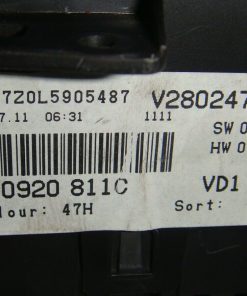 7Z0L5905487 V280247
7.11 06:31 1111 SW 0
HW 0
0920 811C VD1
lour: 47H Sort: